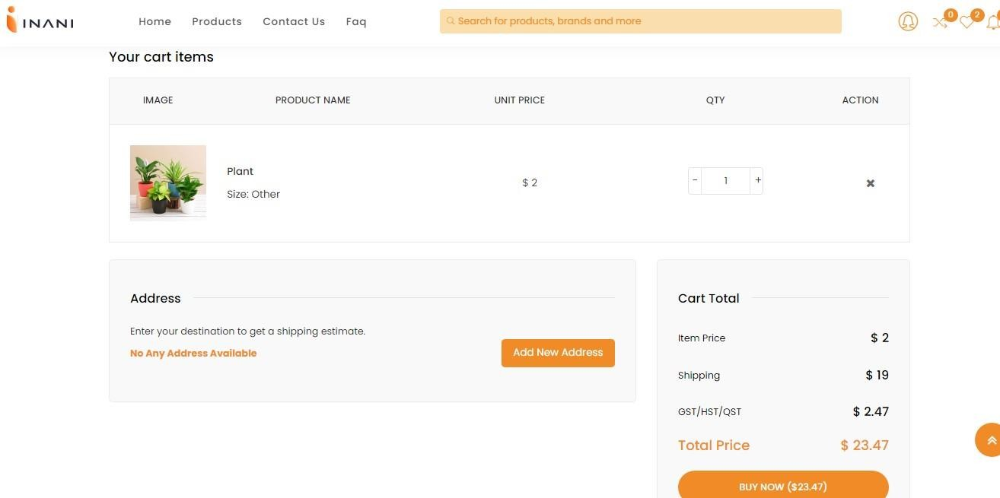 INANI
Home Products Contact Us Faq
Search for products, brands and more
0 2
Your cart items
IMAGE PRODUCT NAME UNIT PRICE QTY ACTION
Plant
Size: Other
$ 2
- 1 +
Address
Enter your destination to get a shipping estimate.
No Any Address Available
Add New Address
Cart Total
Item Price $ 2
Shipping $ 19
GST/HST/QST $ 2.47
Total Price $ 23.47
BUY NOW ($23.47)